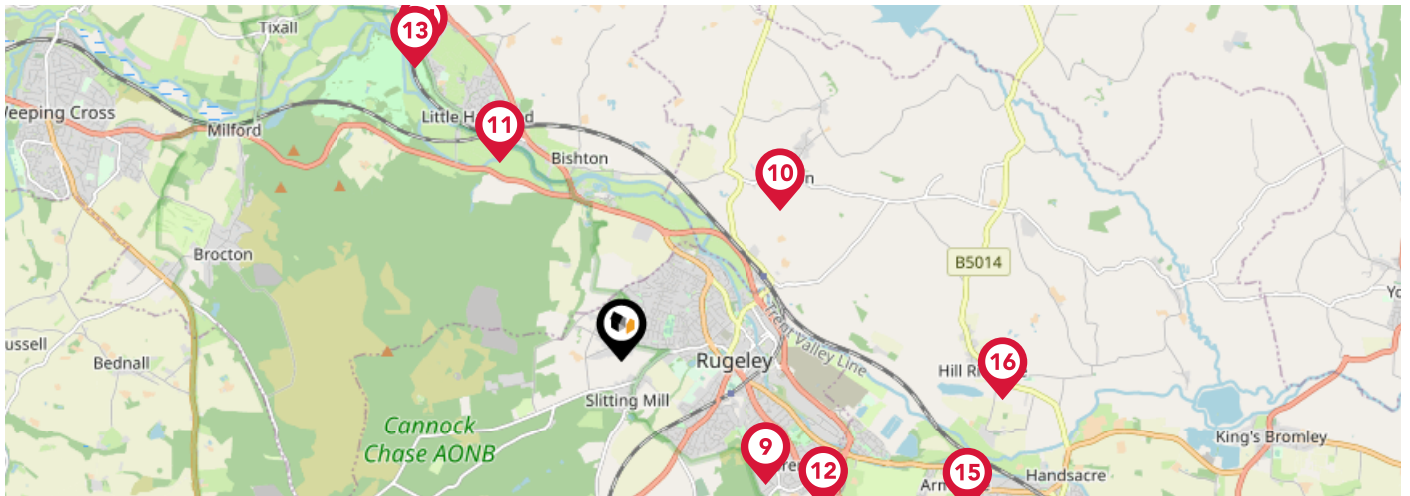 Tixall
13
Weeping Cross
Milford
11
Bishton
10
Brocton
B5014
Trent Valley Line
ussell
Bednall
Rugeley
16
Slitting Mill
Cannock
Chase AONB
9
12
15
King's Bromley
Handsacre